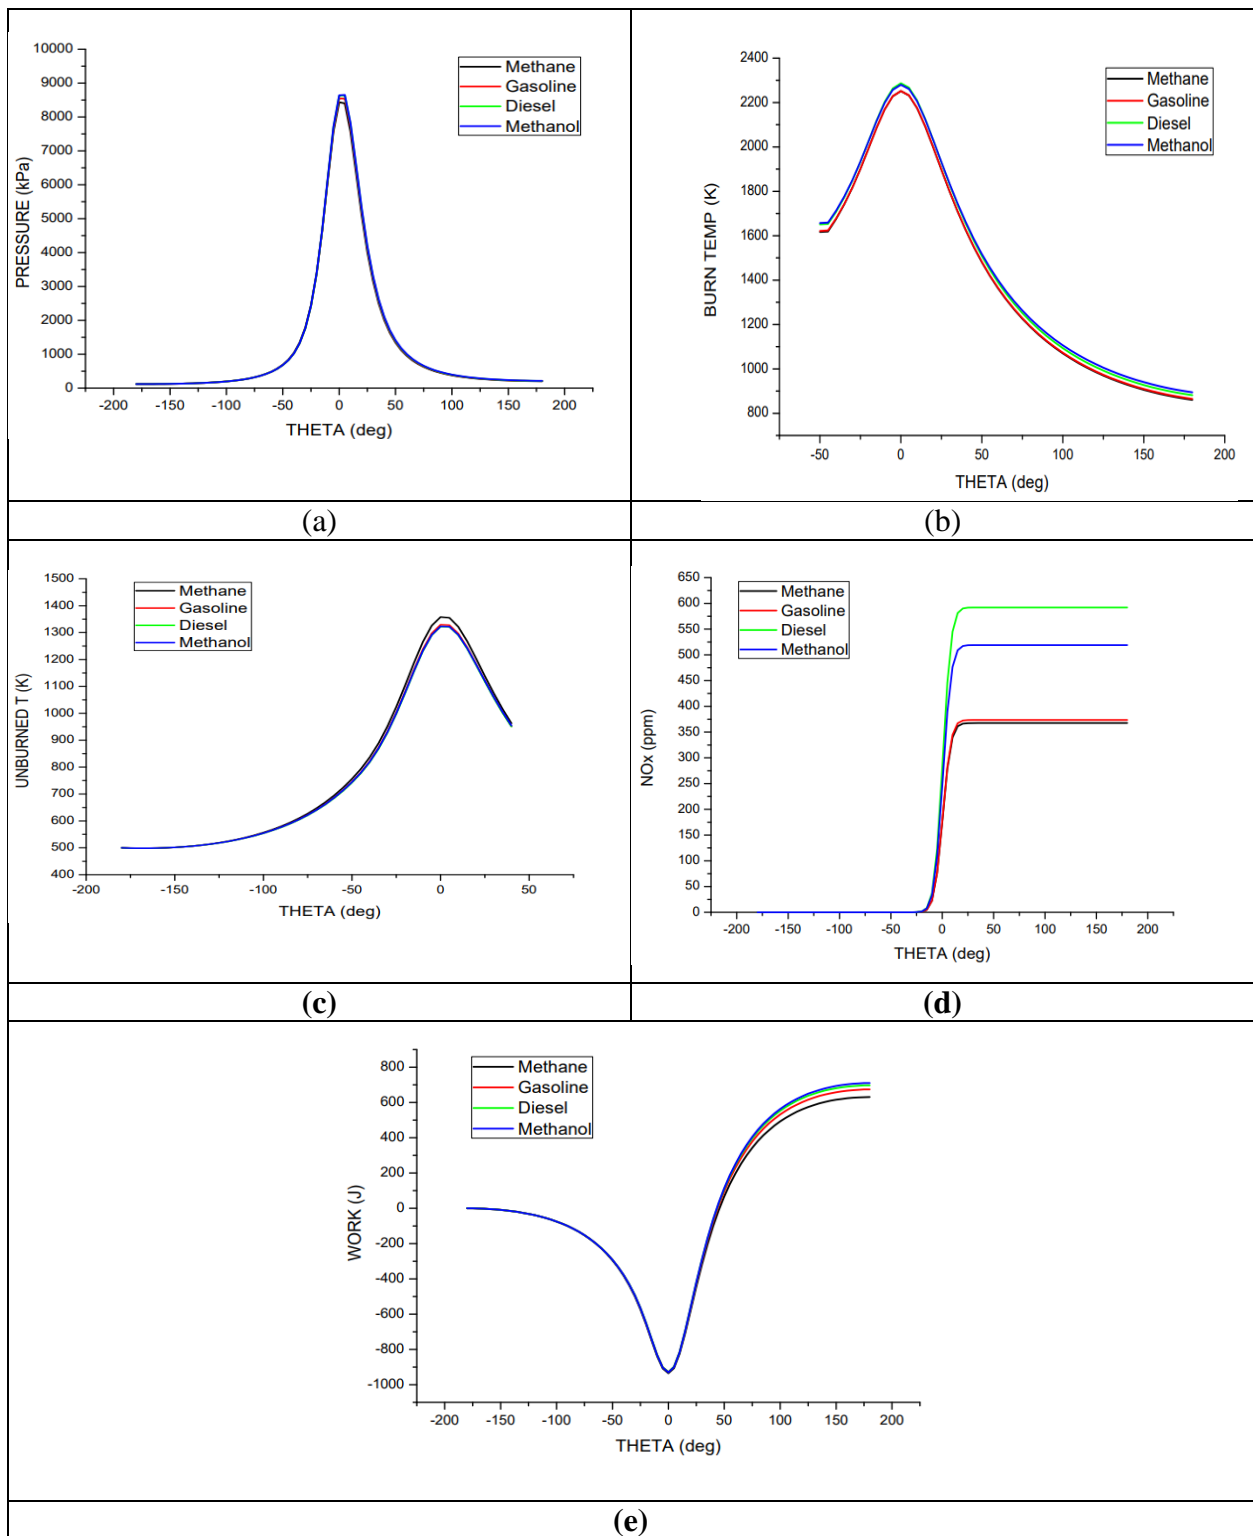 10000
9000
8000
7000
6000
5000
4000
3000
2000
1000
0
PRESSURE (kPa)
-200 -150 -100 -50 0 50 100 150 200
THETA (deg)
Methane
Gasoline
Diesel
Methanol
(a)
2400
2200
2000
1800
1600
1400
1200
1000
800
BURN TEMP (K)
-50 0 50 100 150 200
THETA (deg)
Methane
Gasoline
Diesel
Methanol
(b)
1500
1400
1300
1200
1100
1000
900
800
700
600
500
400
UNBURNED T (K)
-200 -150 -100 -50 0 50
THETA (deg)
Methane
Gasoline
Diesel
Methanol
(c)
650
600
550
500
450
400
350
300
250
200
150
100
50
0
NOx (ppm)
-200 -150 -100 -50 0 50 100 150 200
THETA (deg)
Methane
Gasoline
Diesel
Methanol
(d)
800
600
400
200
0
-200
-400
-600
-800
-1000
WORK (J)
-200 -150 -100 -50 0 50 100 150 200
THETA (deg)
Methane
Gasoline
Diesel
Methanol
(e)